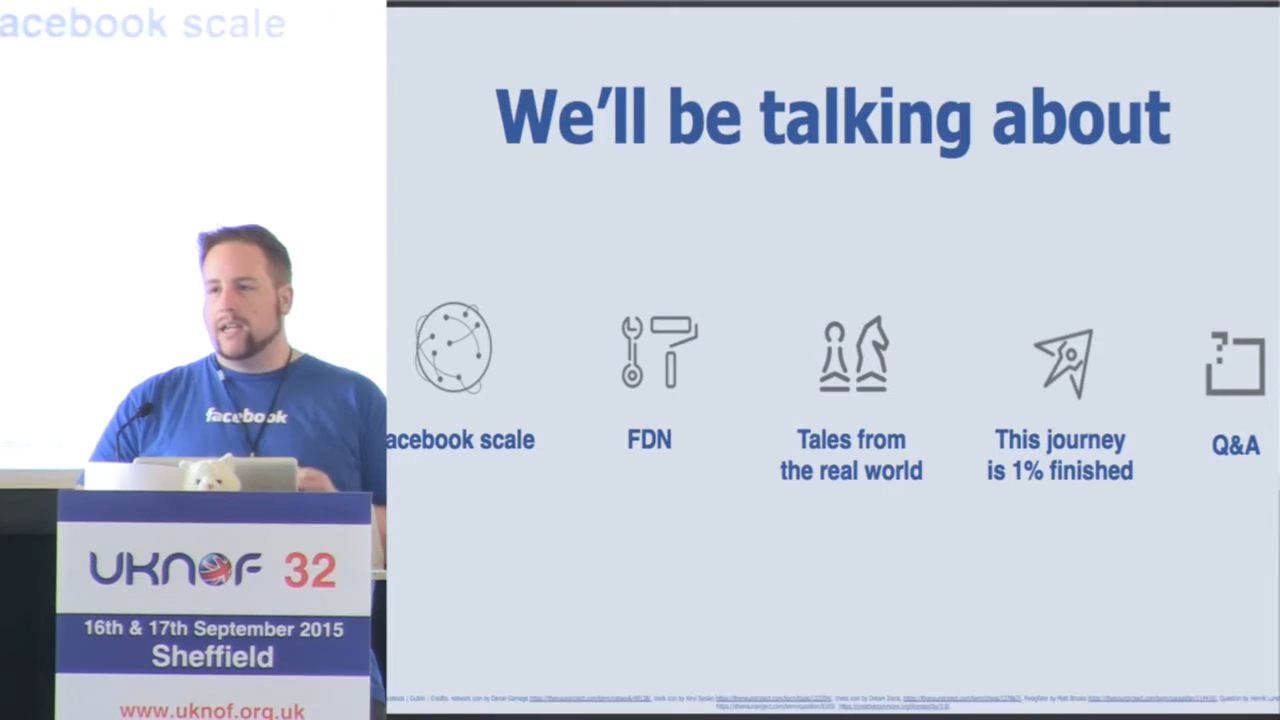 acebook scale
facebook
UKNOF 32
16th & 17th September 2015
Sheffield
www.uknof.org.uk
We'll be talking about
acebook scale
FDN
Tales from
the real world
This journey
is 1% finished
Q&A